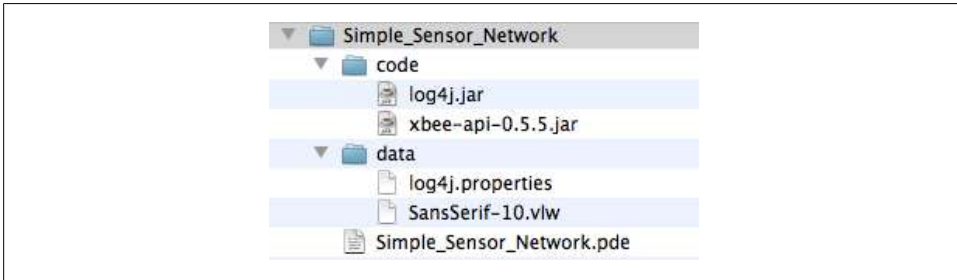 Simple_Sensor_Network
code
log4j.jar
xbee-api-0.5.5.jar
data
log4j.properties
SansSerif-10.vlw
Simple_Sensor_Network.pde